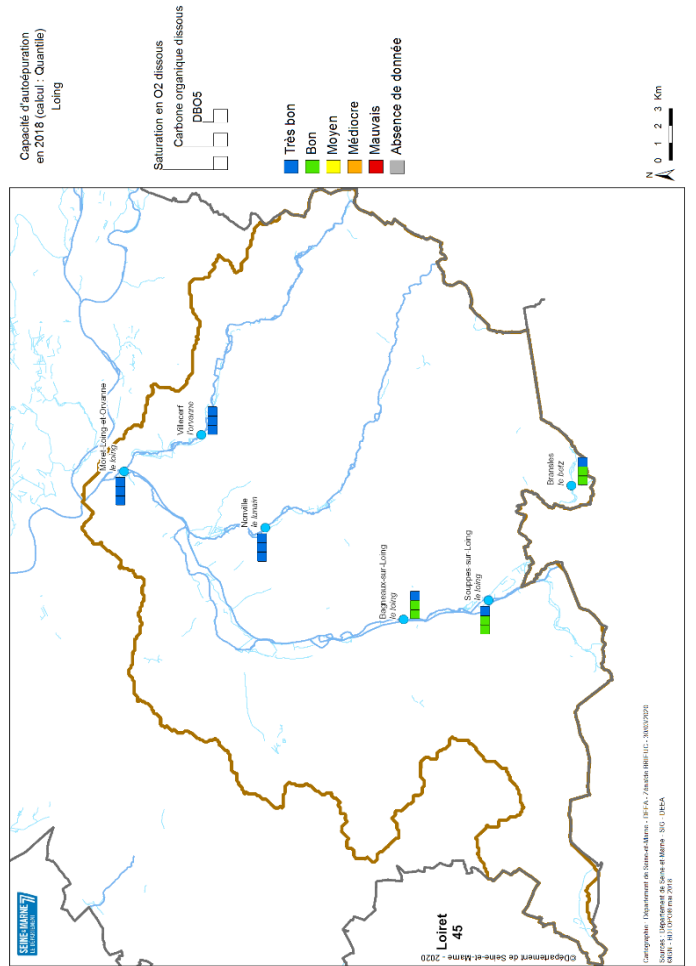 Capacité d'autoépuration
en 2018 (calcul : Quantile)
Loing
Saturation en O2 dissous
Carbone organique dissous
DBO5
Très bon
Bon
Moyen
Médiocre
Mauvais
Absence de donnée
N
0 1 2 3 Km
Moret-Loing-et-Orvanne
le loing
Villecerf
l'orvanne
Nonville
le lunain
Bagneaux-sur-Loing
le loing
Souppes-sur-Loing
le loing
Bransles
le betz
SEINE-MARNE 77
LE DÉPARTEMENT
Loiret
45
©Département de Seine-et-Marne - 2020
Cartographie : Département de Seine-et-Marne - DEEA -
Sources : Département de Seine-et-Marne - SIG - DEEA